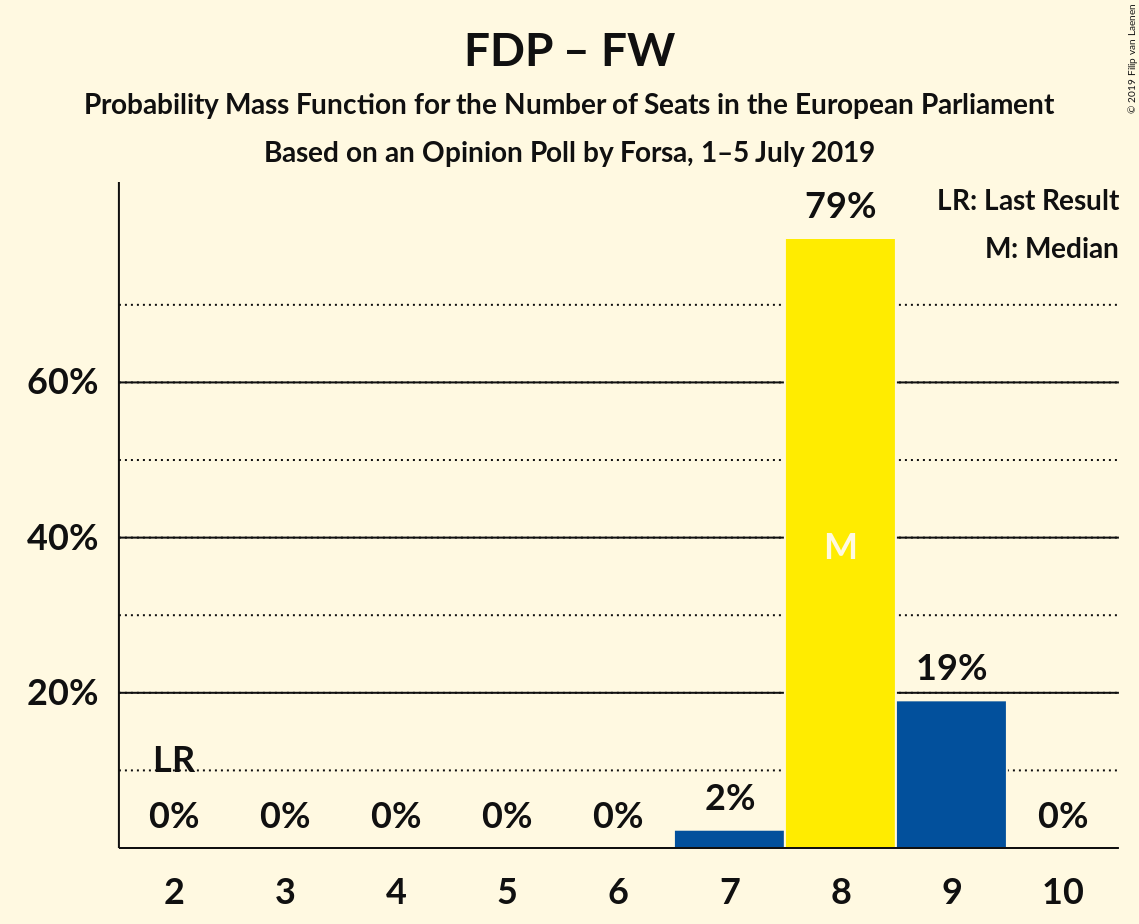 FDP – FW
Probability Mass Function for the Number of Seats in the European Parliament
Based on an Opinion Poll by Forsa, 1–5 July 2019
© 2019 Filip van Laenen
LR: Last Result
M: Median
79%
60%
40%
20%
M
19%
LR
2%
0% 0% 0% 0% 0% 0%
2 3 4 5 6 7 8 9 10